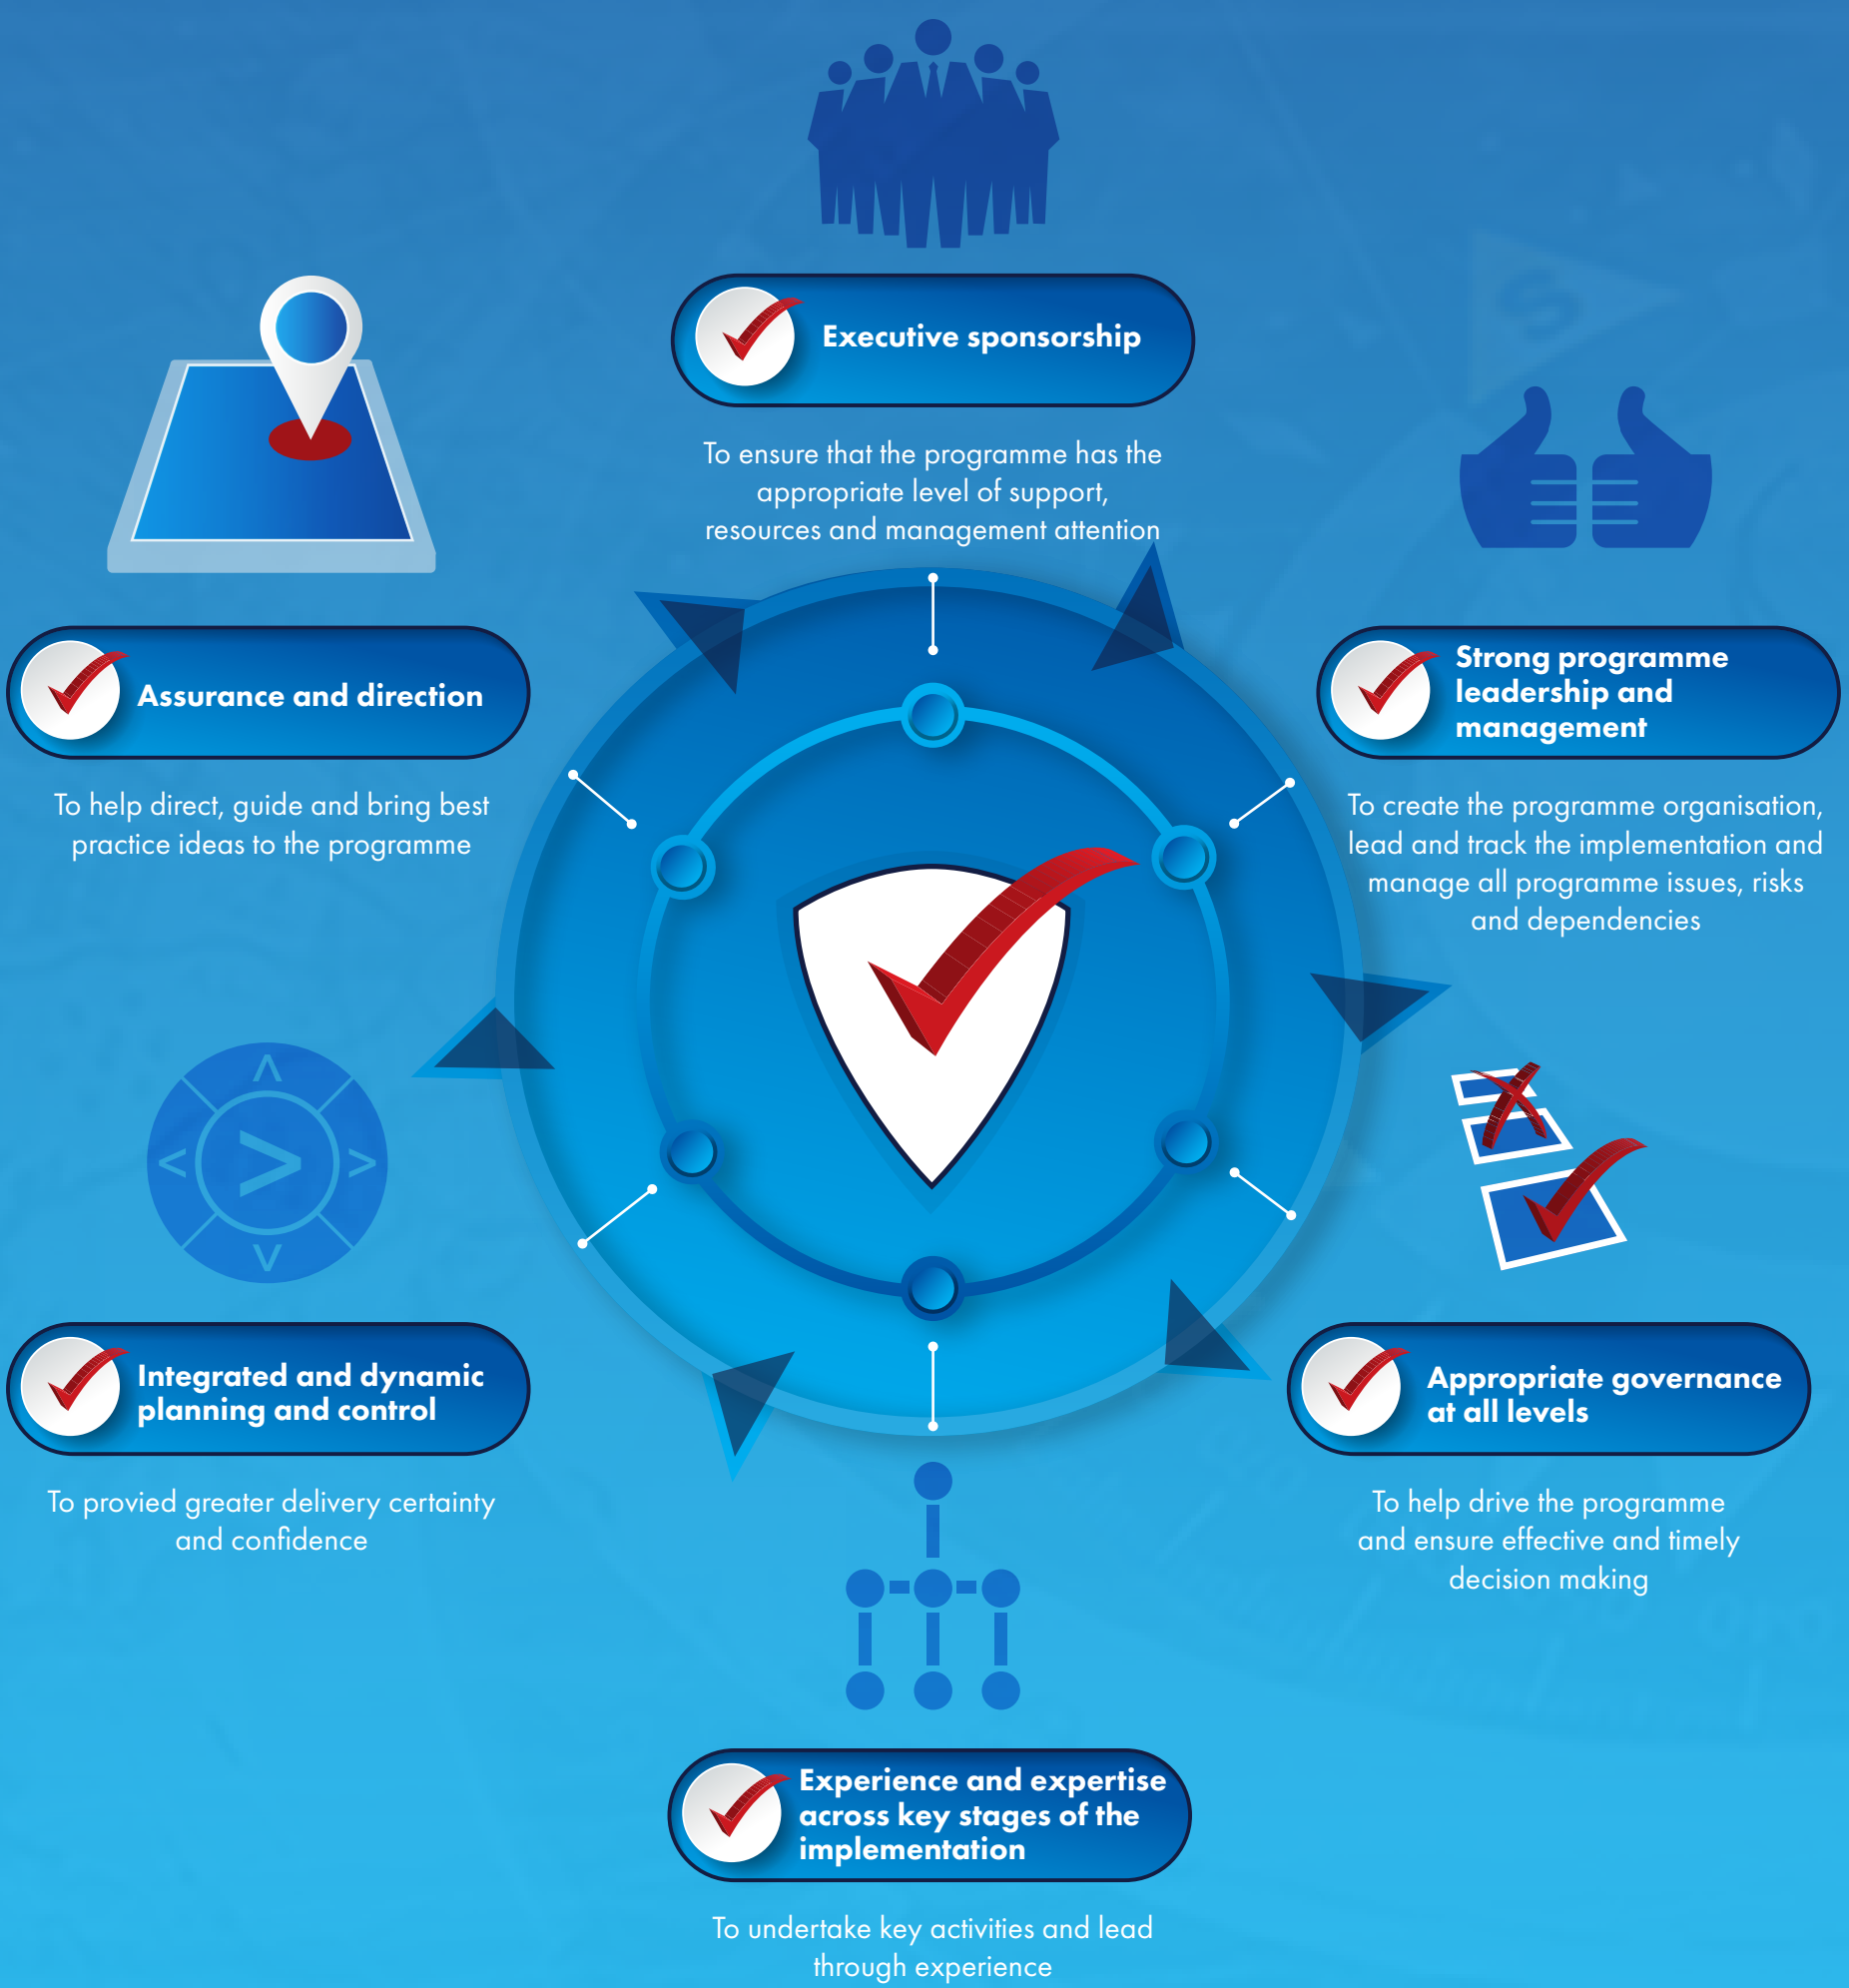 Executive sponsorship
To ensure that the programme has the
appropriate level of support,
resources and management attention
Strong programme
leadership and
management
To create the programme organisation,
lead and track the implementation and
manage all programme issues, risks
and dependencies
Appropriate governance
at all levels
To help drive the programme
and ensure effective and timely
decision making
Experience and expertise
across key stages of the
implementation
To undertake key activities and lead
through experience
Integrated and dynamic
planning and control
To provied greater delivery certainty
and confidence
Assurance and direction
To help direct, guide and bring best
practice ideas to the programme
S